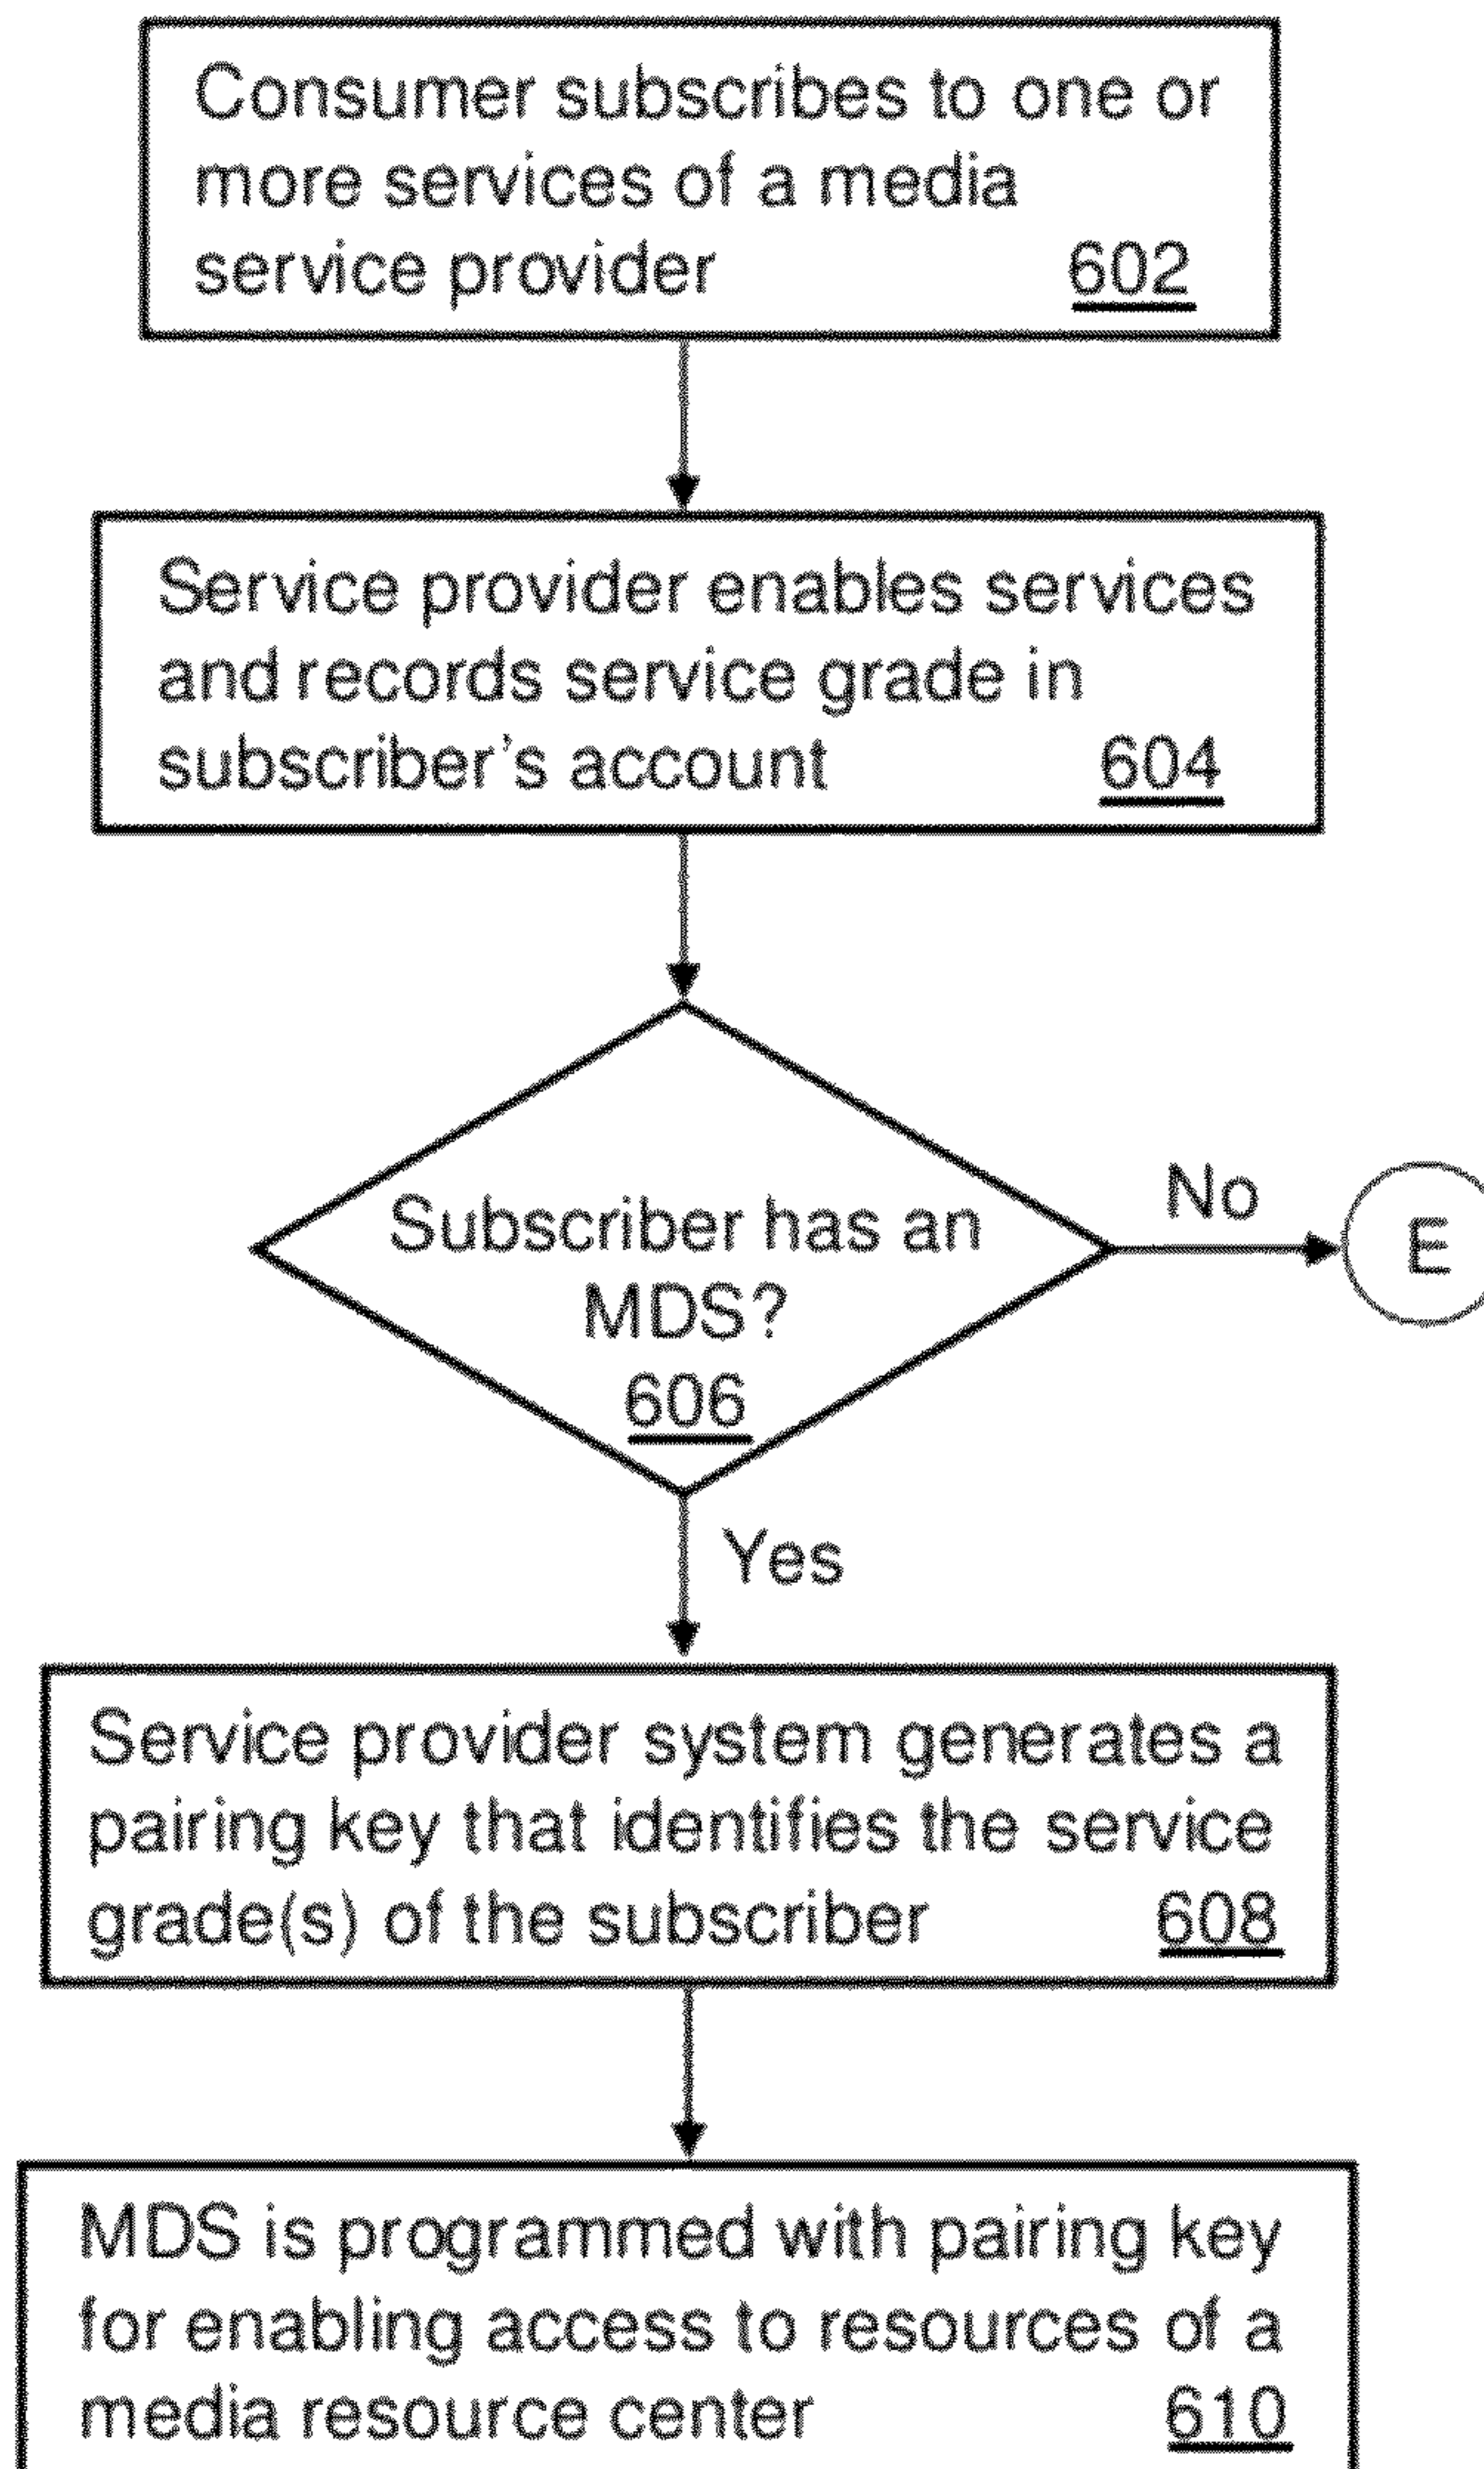 Consumer subscribes to one or
more services of a media
service provider 602
Service provider enables services
and records service grade in
subscriber's account 604
Subscriber has an
MDS?
606
No
E
Yes
Service provider system generates a
pairing key that identifies the service
grade(s) of the subscriber 608
MDS is programmed with pairing key
for enabling access to resources of a
media resource center 610